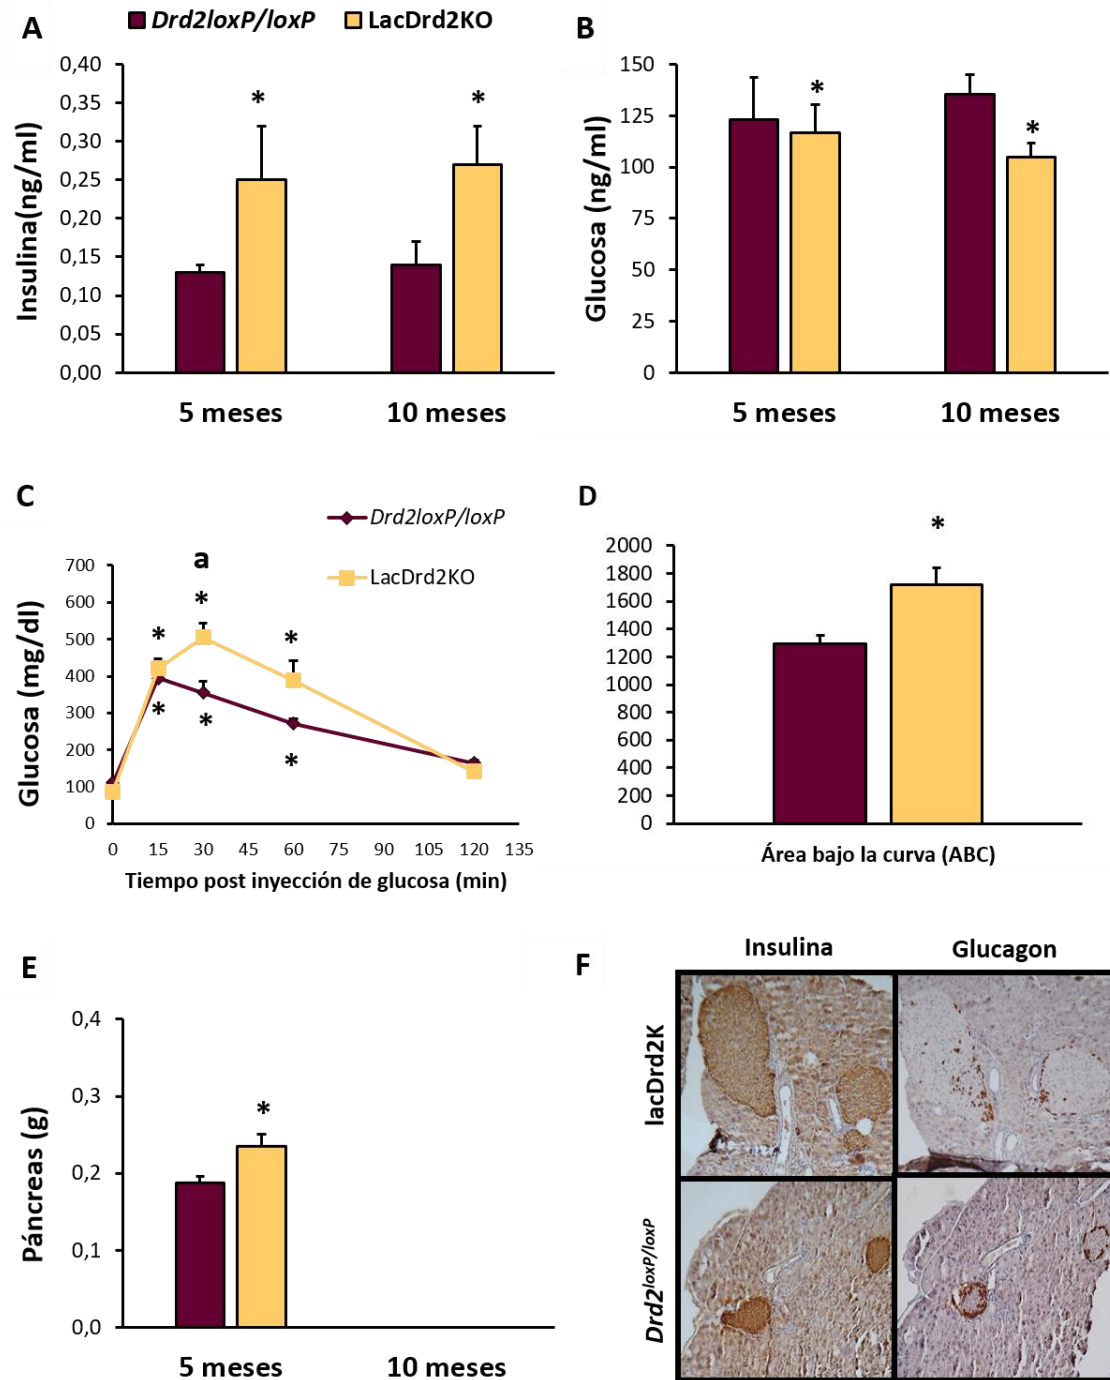 A
Drd2loxP/loxP
LacDrd2KO
Insulina(ng/ml)
0,40
0,35
0,30
0,25
0,20
0,15
0,10
0,05
0,00
*
*
5 meses
10 meses
B
Glucosa (ng/ml)
150
125
100
75
50
25
0
*
*
5 meses
10 meses
C
Drd2loxP/loxP
LacDrd2KO
Glucosa (mg/dl)
700
600
500
400
300
200
100
0
a
*
*
*
*
*
*
0 15 30 45 60 75 90 105 120 135
Tiempo post inyección de glucosa (min)
D
2000
1800
1600
1400
1200
1000
800
600
400
200
0
*
Área bajo la curva (ABC)
E
Páncreas (g)
0,4
0,3
0,2
0,1
0,0
*
5 meses
10 meses
F
Insulina
Glucagon
lacDrd2K
Drd2loxP/loxP